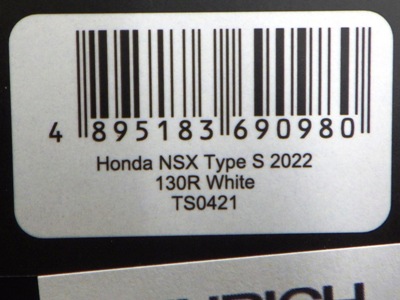 4 895183 690980
Honda NSX Type S 2022
130R White
TS0421